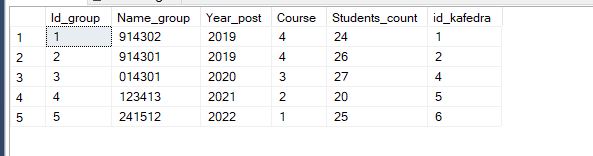 Id_group Name_group Year_post Course Students_count id_kafedra
1 1 914302 2019 4 24 1
2 2 914301 2019 4 26 2
3 3 014301 2020 3 27 4
4 4 123413 2021 2 20 5
5 5 241512 2022 1 25 6